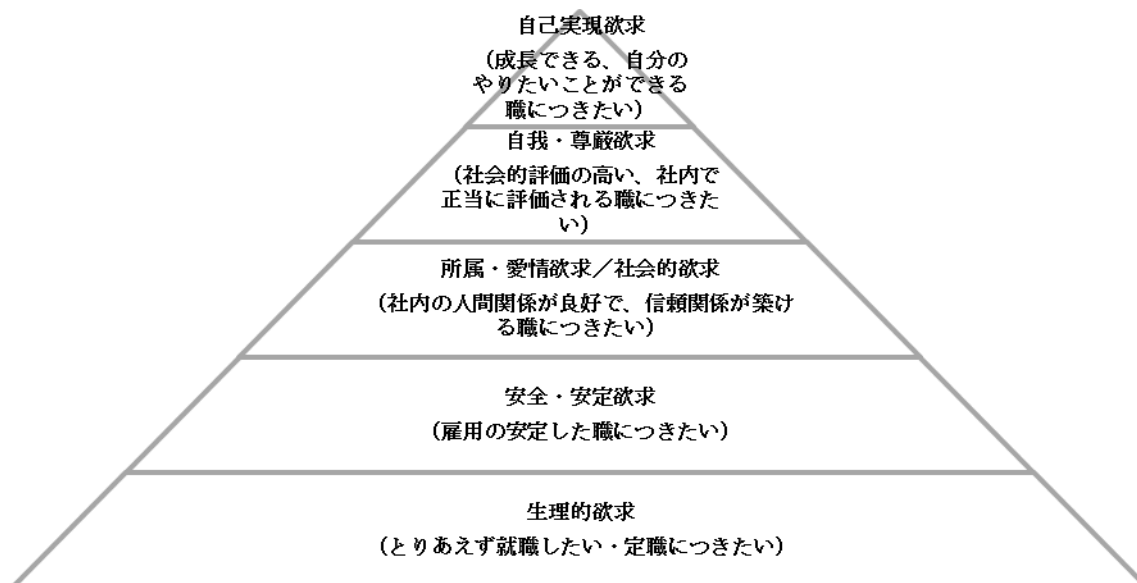 自己実現欲求
（成長できる、自分の
やりたいことができる
職につきたい）
自我・尊厳欲求
（社会的評価の高い、社内で
正当に評価される職につきた
い）
所属・愛情欲求／社会的欲求
（社内の人間関係が良好で、信頼関係が築け
る職につきたい）
安全・安定欲求
（雇用の安定した職につきたい）
生理的欲求
（とりあえず就職したい・定職につきたい）